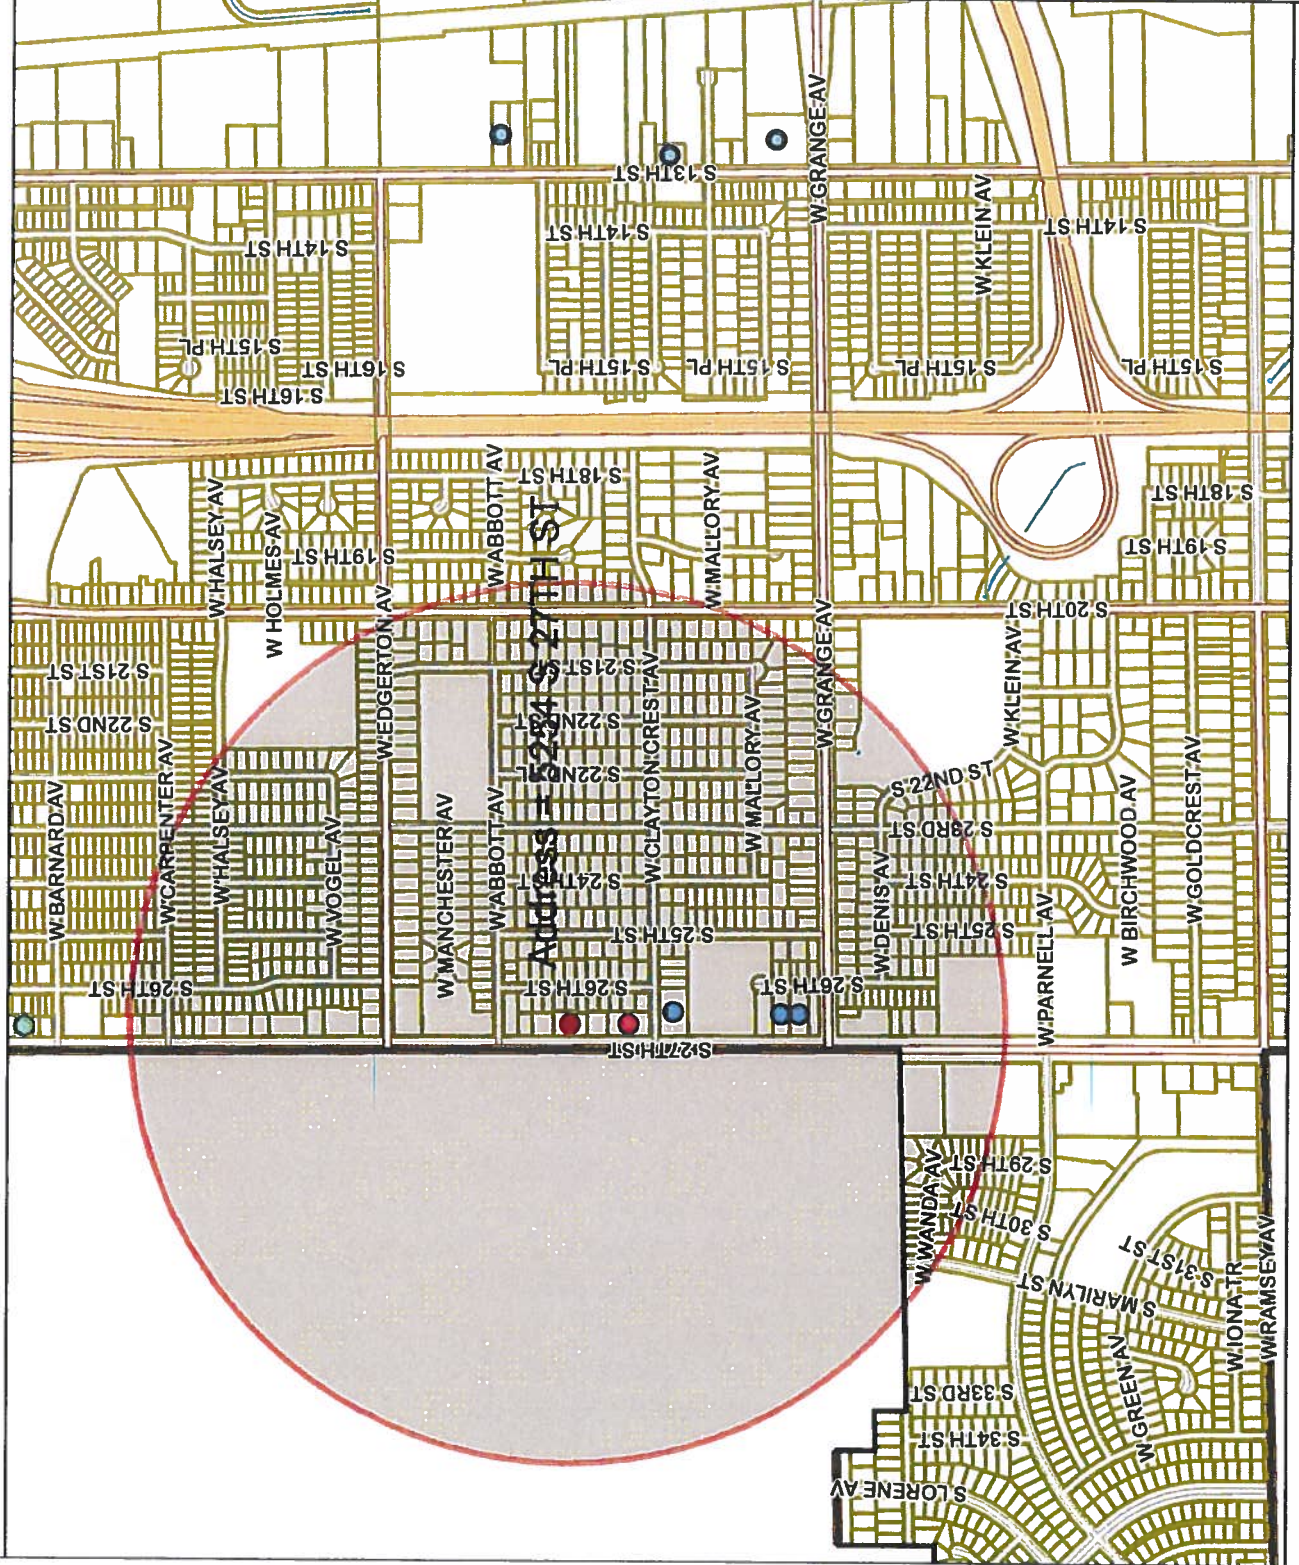 W GRANGE AV
S 13TH ST
W KLEIN AV
S 14TH ST
S 14TH ST
S 14TH ST
S 15TH PL
S 16TH ST
S 15TH PL
S 15TH PL
S 15TH PL
S 15TH PL
S 16TH ST
W HALSEY AV
W HOLMES AV
S 19TH ST
W ABBOTT AV
S 18TH ST
W MALLORY AV
S 18TH ST
S 19TH ST
S 20TH ST
W EDGERTON AV
W GRANGE AV
W KLEIN AV
S 21ST ST
S 22ND ST
S 21ST ST
S 22ND ST
S 22ND PL
Address = 5254 S 27TH ST
W CLAYTON CREST AV
W MALLORY AV
S 22ND ST
S 23RD ST
W BARNARD AV
W CARPENTER AV
W HALSEY AV
W VOGEL AV
W MANCHESTER AV
W ABBOTT AV
S 24TH ST
S 25TH ST
W DENIS AV
S 24TH ST
S 25TH ST
W PARNELL AV
W BIRCHWOOD AV
W GOLDCREST AV
S 26TH ST
S 26TH ST
S 26TH ST
S 27TH ST
W WANDA AV
S 29TH ST
S 30TH ST
S 31ST ST
S MARILYN ST
W IONA TR
W RAMSEY AV
W GREEN AV
S 33RD ST
S 34TH ST
S LORENE AV